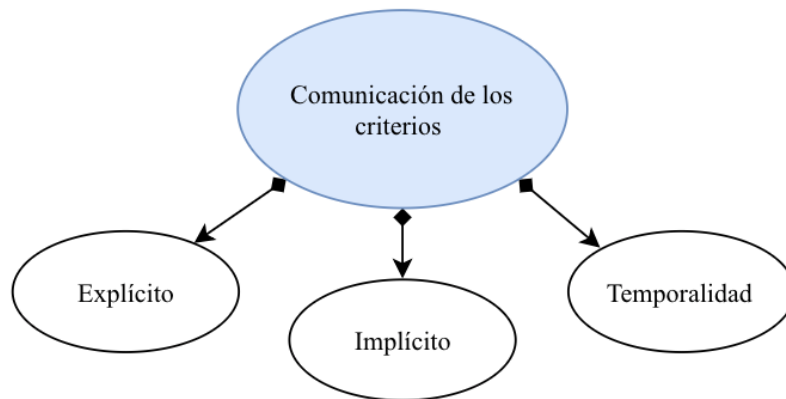 Comunicación de los
criterios
Explícito
Implícito
Temporalidad